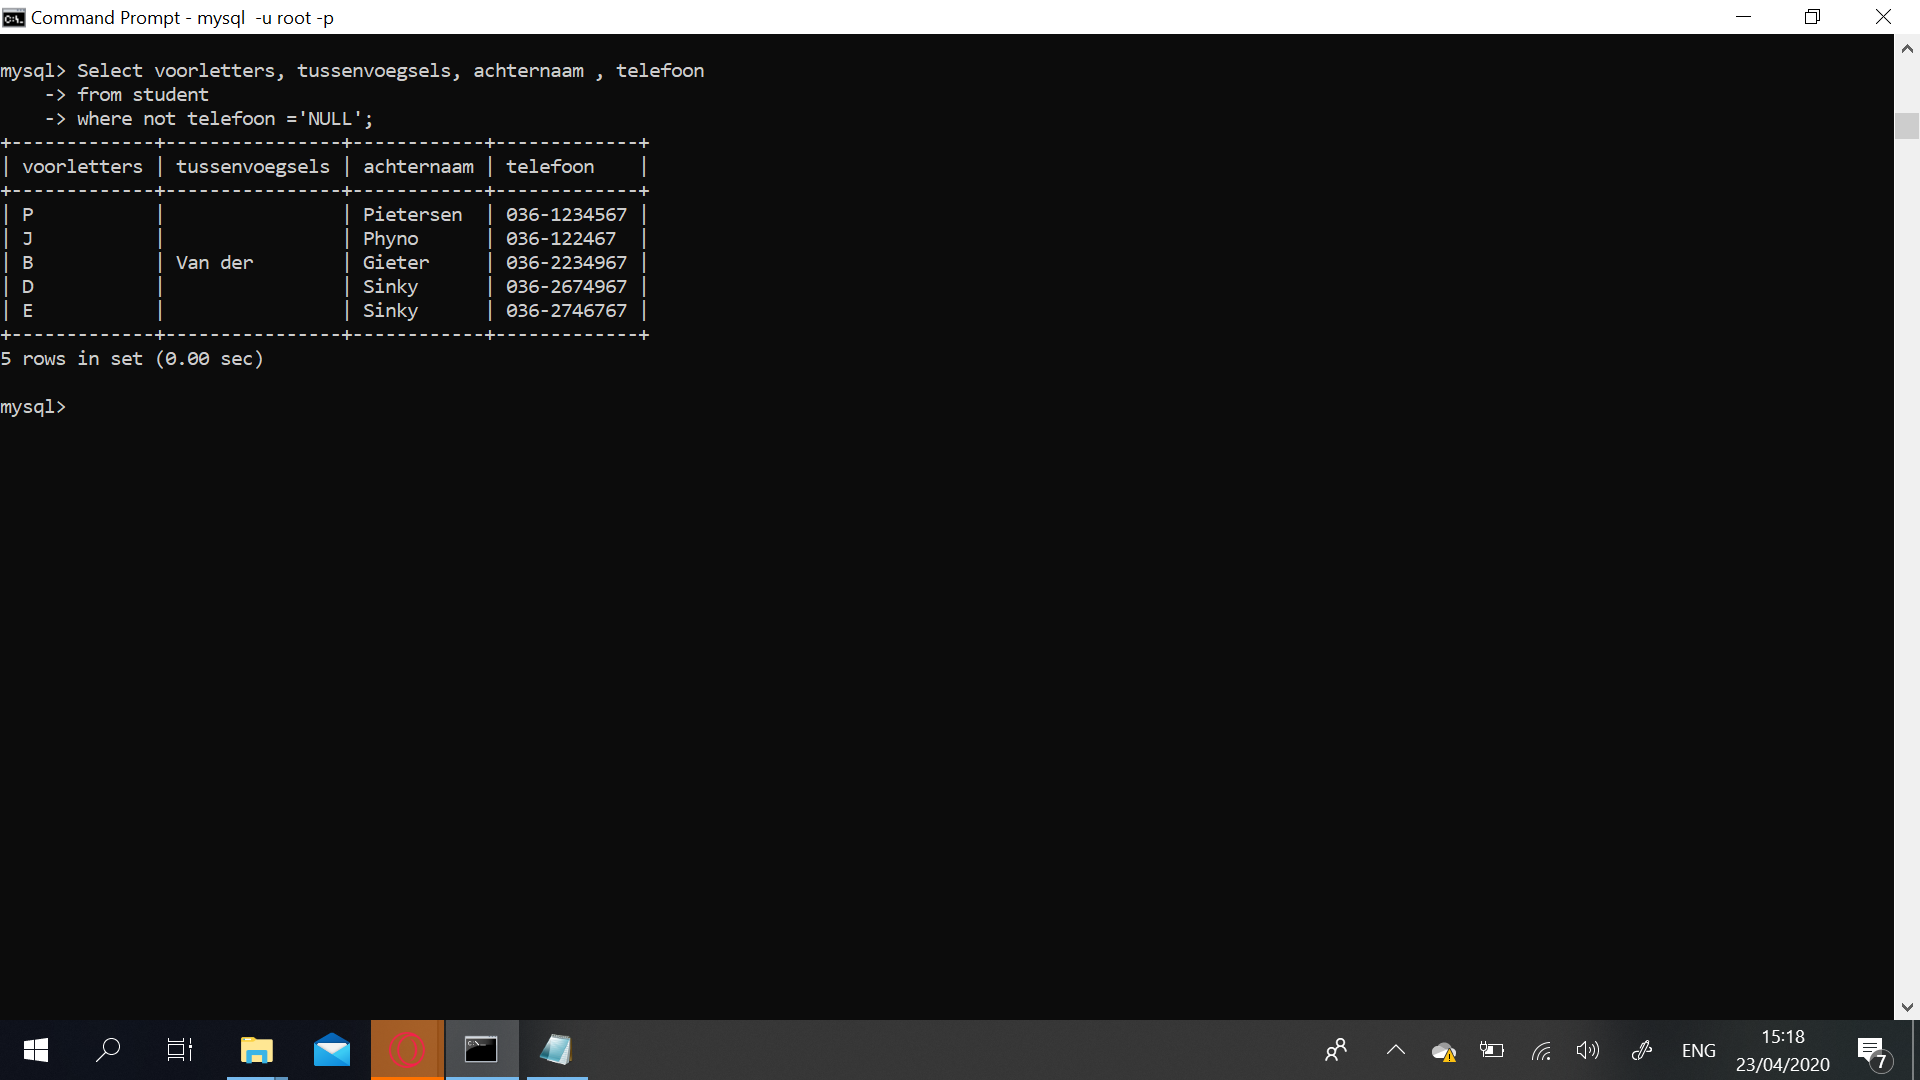 Command Prompt - mysql  -u root -p
mysql> Select voorletters, tussenvoegsels, achternaam , telefoon
    -> from student
    -> where not telefoon ='NULL';
+-------------+----------------+------------+-------------+
| voorletters | tussenvoegsels | achternaam | telefoon    |
+-------------+----------------+------------+-------------+
| P           |                | Pietersen  | 036-1234567 |
| J           |                | Phyno      | 036-122467  |
| B           | Van der        | Gieter     | 036-2234967 |
| D           |                | Sinky      | 036-2674967 |
| E           |                | Sinky      | 036-2746767 |
+-------------+----------------+------------+-------------+
5 rows in set (0.00 sec)
mysql>
ENG
15:18
23/04/2020
7